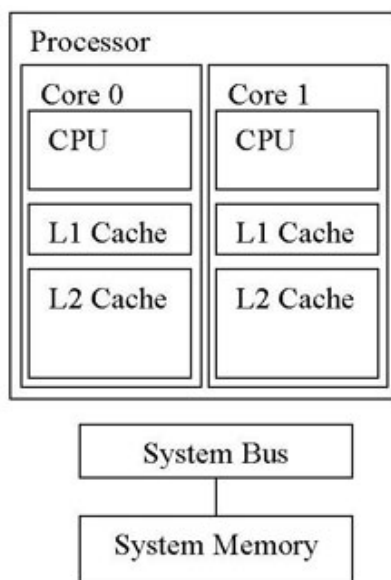 Processor
Core 0
Core 1
CPU
CPU
L1 Cache
L1 Cache
L2 Cache
L2 Cache
System Bus
System Memory